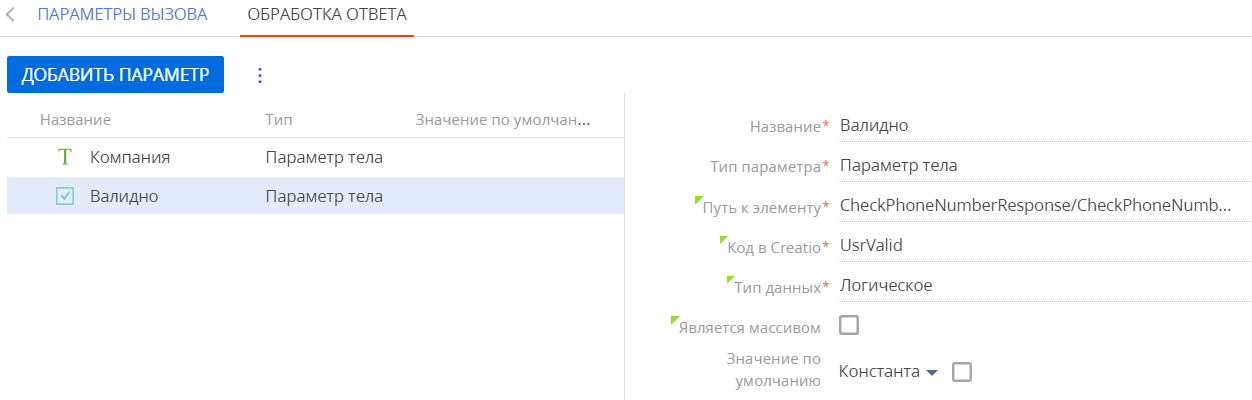 ПАРАМЕТРЫ ВЫЗОВА ОБРАБОТКА ОТВЕТА
ДОБАВИТЬ ПАРАМЕТР
Название Тип Значение по умолчан...
Компания Параметр тела
Валидно Параметр тела
Название* Валидно
Тип параметра* Параметр тела
Путь к элементу* CheckPhoneNumberResponse/CheckPhoneNumb...
Код в Creatio* UsrValid
Тип данных* Логическое
Является массивом
Значение по
умолчанию Константа